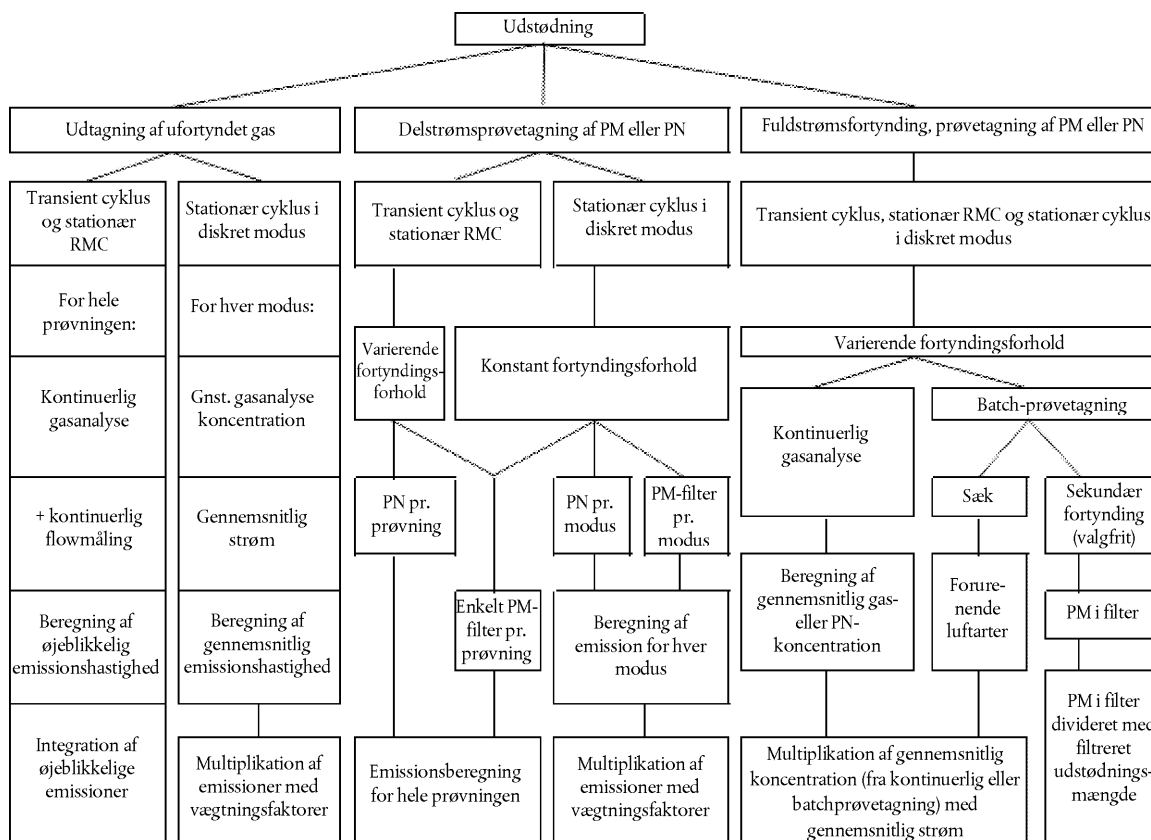 Udstødning
Udtagning af ufortyndet gas
Delstrømsprøvetagning af PM eller PN
Fuldstrømsfortynding, prøvetagning af PM eller PN
Transient cyklus
og stationær
RMC
Stationær cyklus i
diskret modus
Transient cyklus og
stationær RMC
Stationær cyklus i
diskret modus
Transient cyklus, stationær RMC og stationær cyklus
i diskret modus
For hele
prøvningen:
For hver modus:
Varierende
fortyndings-
forhold
Konstant fortyndingsforhold
Varierende fortyndingsforhold
Kontinuerlig
gasanalyse
Gnst. gasanalyse
koncentration
Kontinuerlig
gasanalyse
Batch-prøvetagning
+ kontinuerlig
flowmåling
Gennemsnitlig
strøm
PN pr.
prøvning
PN pr.
modus
PM-filter
pr.
modus
Sæk
Sekundær
fortynding
(valgfrit)
Beregning af
øjeblikkelig
emissionshastighed
Beregning af
gennemsnitlig
emissionshastighed
Enkelt PM-
filter pr.
prøvning
Beregning af
emission for hver
modus
Beregning af
gennemsnitlig gas-
eller PN-
koncentration
Forure-
nende
luftarter
PM i filter
Integration af
øjeblikkelige
emissioner
Multiplikation af
emissioner med
vægtningsfaktorer
Emissionsberegning
for hele prøvningen
Multiplikation af
emissioner med
vægtningsfaktorer
Multiplikation af gennemsnitlig
koncentration (fra kontinuerlig eller
batchprøvetagning) med
gennemsnitlig strøm
PM i filter
divideret med
filtreret
udstødnings-
mængde